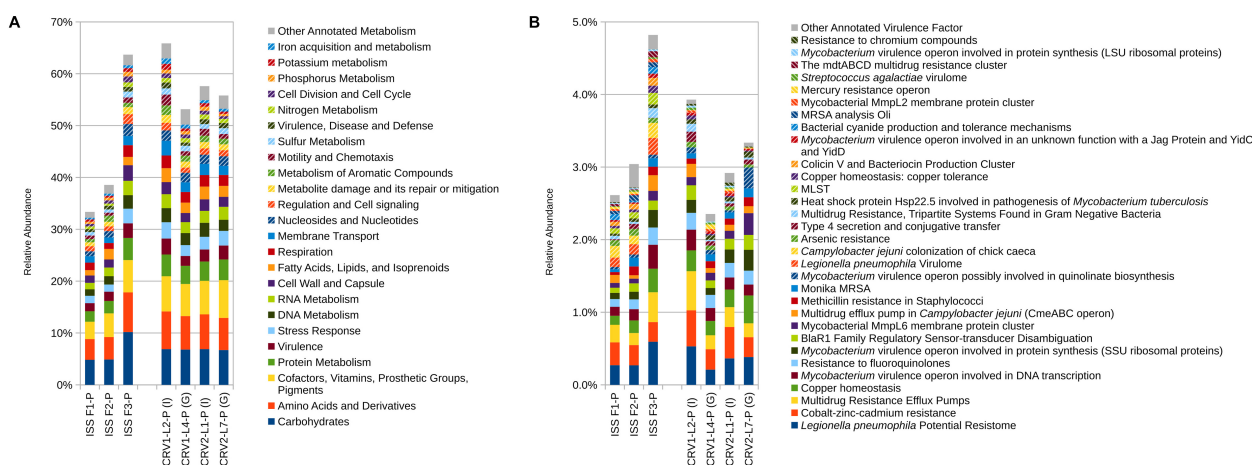 A
70%
60%
50%
40%
30%
20%
10%
0%
Relative Abundance
ISS F1-P
ISS F2-P
ISS F3-P
CRV1-L2-P (I)
CRV1-L4-P (G)
CRV2-L1-P (I)
CRV2-L7-P (G)
Other Annotated Metabolism
Iron acquisition and metabolism
Potassium metabolism
Phosphorus Metabolism
Cell Division and Cell Cycle
Nitrogen Metabolism
Virulence, Disease and Defense
Sulfur Metabolism
Motility and Chemotaxis
Metabolism of Aromatic Compounds
Metabolite damage and its repair or mitigation
Regulation and Cell signaling
Nucleosides and Nucleotides
Membrane Transport
Respiration
Fatty Acids, Lipids, and Isoprenoids
Cell Wall and Capsule
RNA Metabolism
DNA Metabolism
Stress Response
Virulence
Protein Metabolism
Cofactors, Vitamins, Prosthetic Groups,
Pigments
Amino Acids and Derivatives
Carbohydrates
B
5.0%
4.0%
3.0%
2.0%
1.0%
0.0%
Relative Abundance
ISS F1-P
ISS F2-P
ISS F3-P
CRV1-L2-P (I)
CRV1-L4-P (G)
CRV2-L1-P (I)
CRV2-L7-P (G)
Other Annotated Virulence Factor
Resistance to chromium compounds
Mycobacterium virulence operon involved in protein synthesis (LSU ribosomal proteins)
The mdtABCD multidrug resistance cluster
Streptococcus agalactiae virulome
Mercury resistance operon
Mycobacterial MmpL2 membrane protein cluster
MRSA analysis Oli
Bacterial cyanide production and tolerance mechanisms
Mycobacterium virulence operon involved in an unknown function with a Jag Protein and YidC
and YidD
Colicin V and Bacteriocin Production Cluster
Copper homeostasis: copper tolerance
MLST
Heat shock protein Hsp22.5 involved in pathogenesis of Mycobacterium tuberculosis
Multidrug Resistance, Tripartite Systems Found in Gram Negative Bacteria
Type 4 secretion and conjugative transfer
Arsenic resistance
Campylobacter jejuni colonization of chick caeca
Legionella pneumophila Virulome
Mycobacterium virulence operon possibly involved in quinolinate biosynthesis
Monika MRSA
Methicillin resistance in Staphylococci
Multidrug efflux pump in Campylobacter jejuni (CmeABC operon)
Mycobacterial MmpL6 membrane protein cluster
BlaR1 Family Regulatory Sensor-transducer Disambiguation
Mycobacterium virulence operon involved in protein synthesis (SSU ribosomal proteins)
Resistance to fluoroquinolones
Mycobacterium virulence operon involved in DNA transcription
Copper homeostasis
Multidrug Resistance Efflux Pumps
Cobalt-zinc-cadmium resistance
Legionella pneumophila Potential Resistome